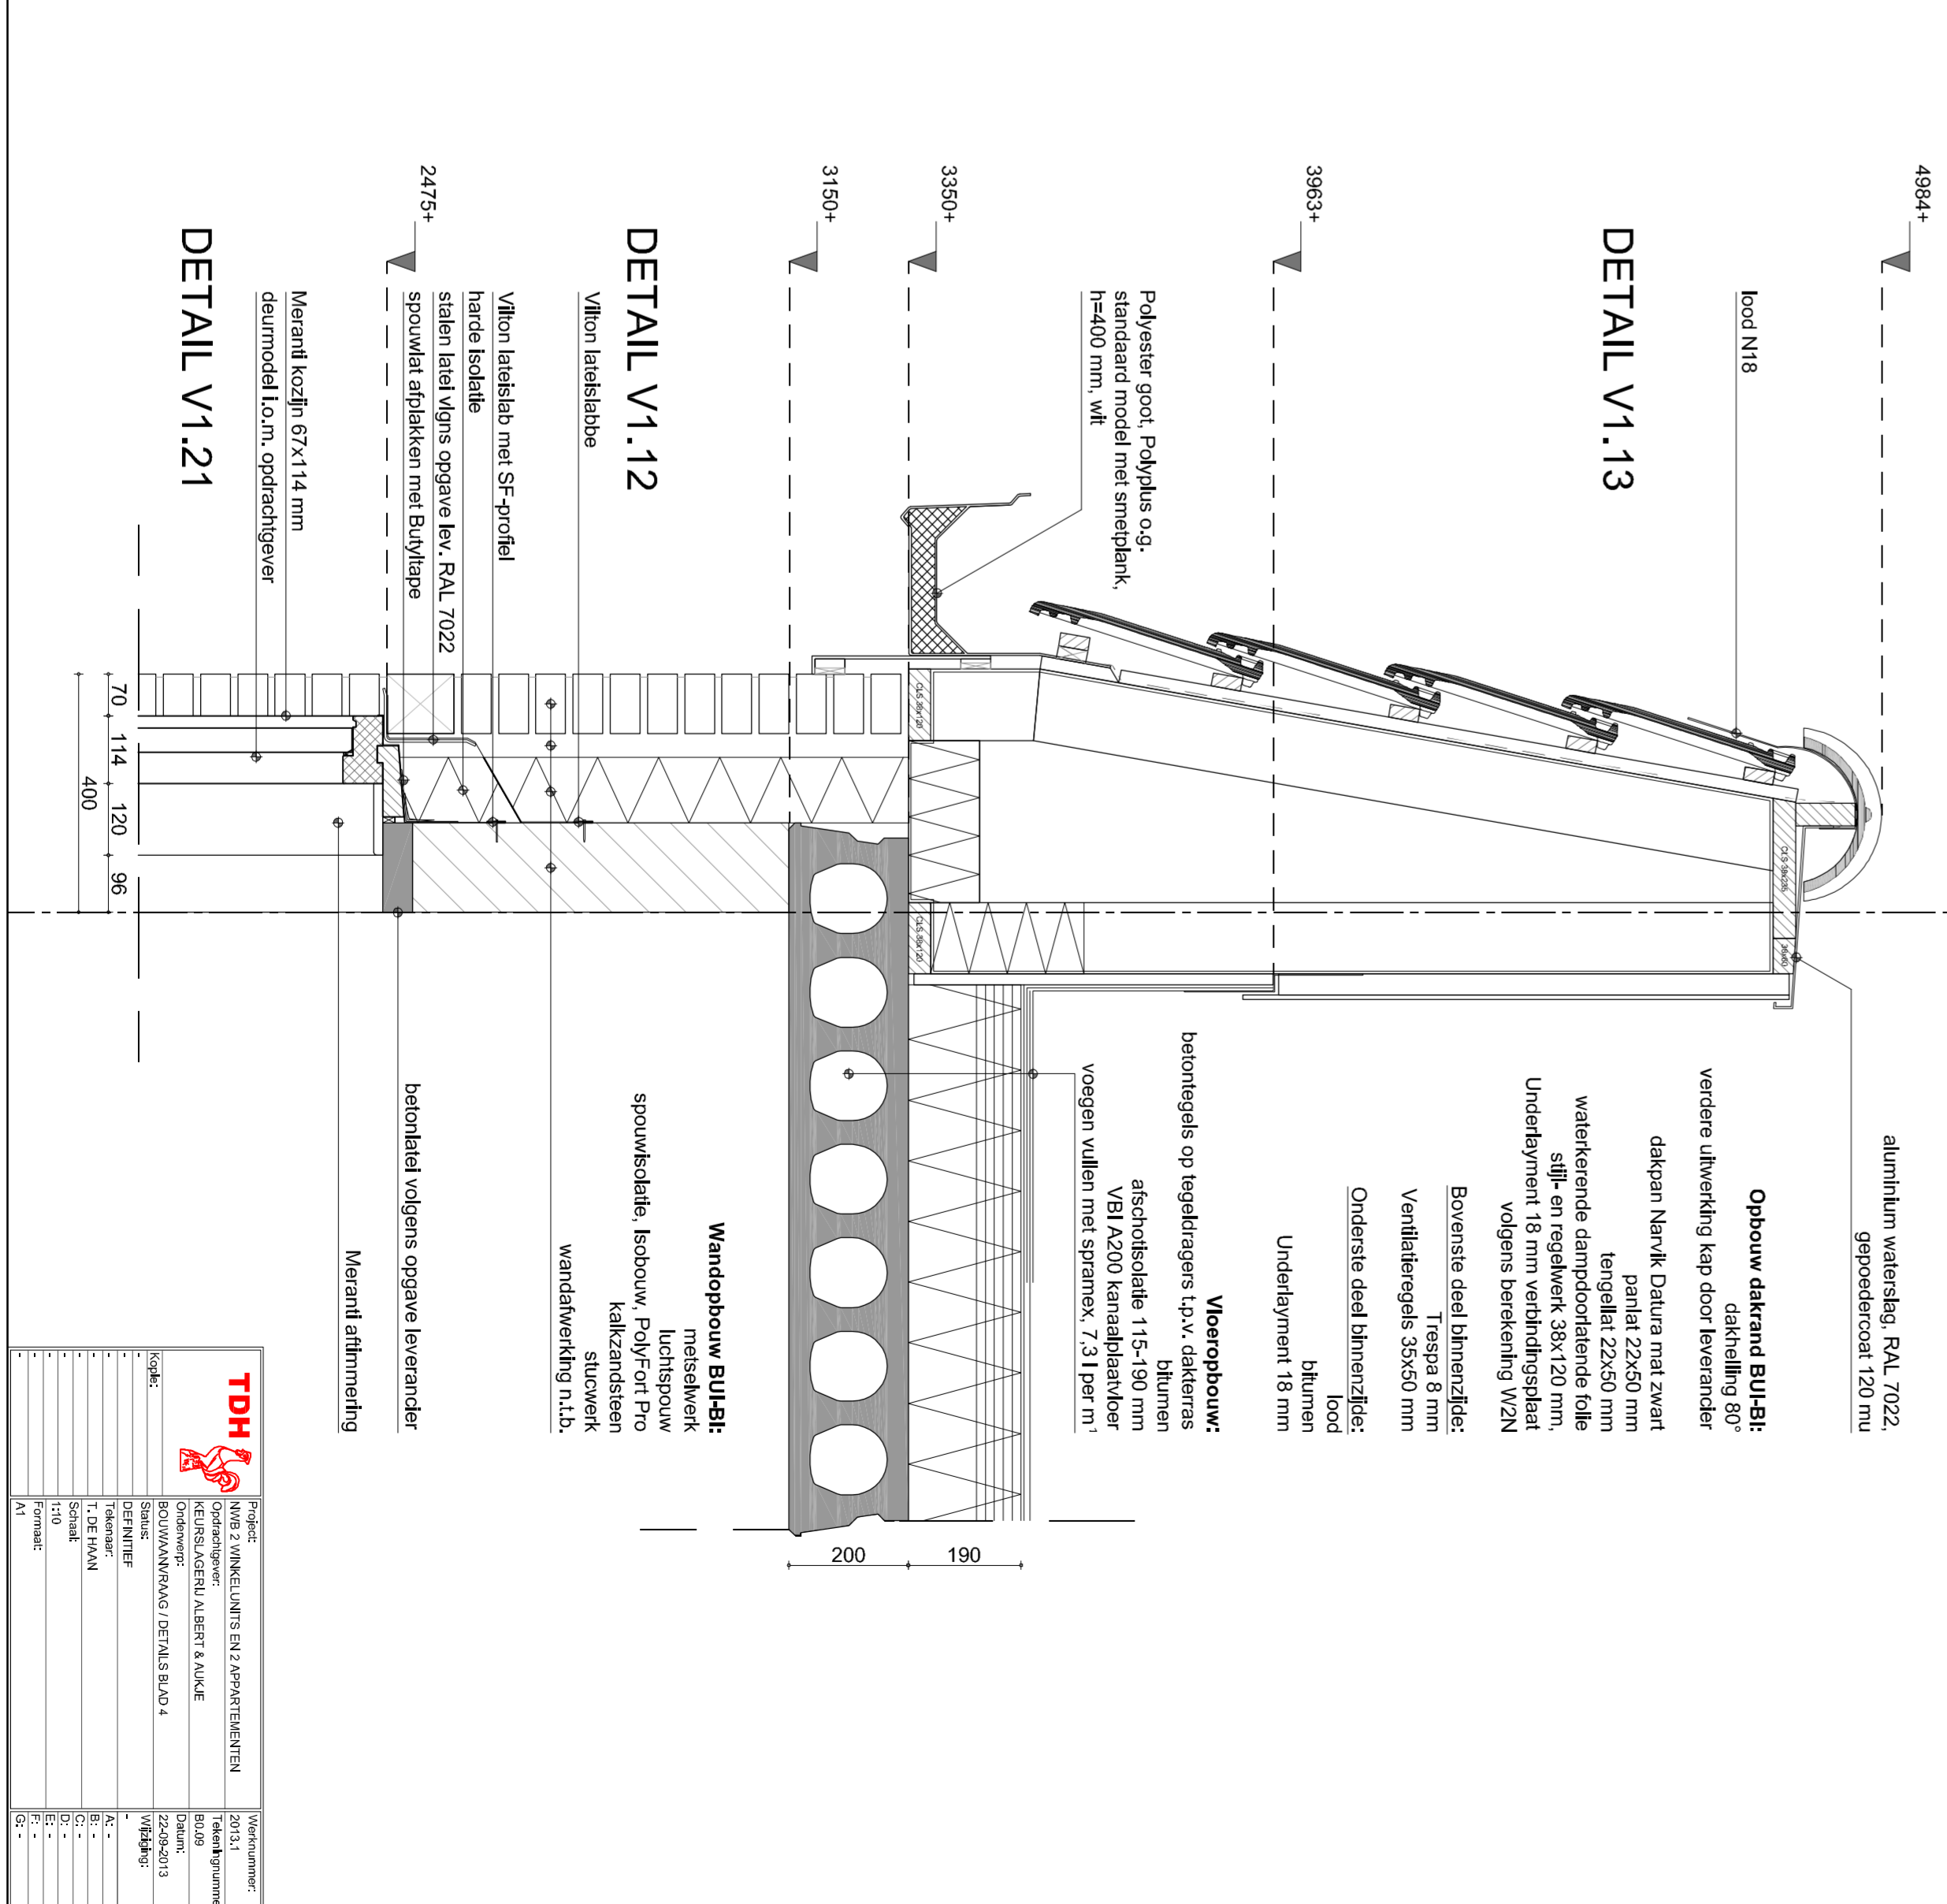 4984+
3963+
3350+
3150+
2475+
DETAIL V1.13
lood N18
Polyester goot, Polyplus o.g.
standaard model met smetplank,
h=400 mm, wit
DETAIL V1.12
Vilton lateislabbe
Vilton lateislab met SF-profiel
harde isolatie
stalen latei vlgns opgave lev. RAL 7022
spouwlat afplakken met Butyltape
DETAIL V1.21
Meranti kozijn 67x114 mm
deurmodel i.o.m. opdrachtgever
CLS 38x120
CLS 38x235
38x60
CLS 38x120
70
114
120
96
400
200
190
aluminium waterslag, RAL 7022,
gepoedercoat 120 mu
Opbouw dakrand BUI-BI:
dakhelling 80°
verdere uitwerking kap door leverancier
dakpan Narvik Datura mat zwart
panlat 22x50 mm
tengellat 22x50 mm
waterkerende dampdoorlatende folie
stijl- en regelwerk 38x120 mm,
Underlayment 18 mm verbindingsplaat
volgens berekening W2N
Bovenste deel binnenzijde:
Trespa 8 mm
Ventilatieregels 35x50 mm
Onderste deel binnenzijde:
lood
bitumen
Underlayment 18 mm
Vloeropbouw:
betontegels op tegeldragers t.p.v. dakterras
bitumen
afschotisolatie 115-190 mm
VBI A200 kanaalplaatvloer
voegen vullen met spramex, 7,3 l per m¹
Wandopbouw BUI-BI:
metselwerk
luchtspouw
spouwisolatie, Isobouw, PolyFort Pro
kalkzandsteen
stucwerk
wandafwerking n.t.b.
betonlatei volgens opgave leverancier
Meranti aftimmering
TDH
Kopie:
-
-
-
-
-
-
-
-
-
Project:
NWB 2 WINKELUNITS EN 2 APPARTEMENTEN
Opdrachtgever:
KEURSLAGERIJ ALBERT & AUKJE
Onderwerp:
BOUWAANVRAAG / DETAILS BLAD 4
Status:
DEFINITIEF
Tekenaar:
T. DE HAAN
Schaal:
1:10
Formaat:
A1
Werknummer:
2013.1
Tekeningnumme
B0.09
Datum:
22-09-2013
Wijziging:
-
A: -
B: -
C: -
D: -
E: -
F: -
G: -